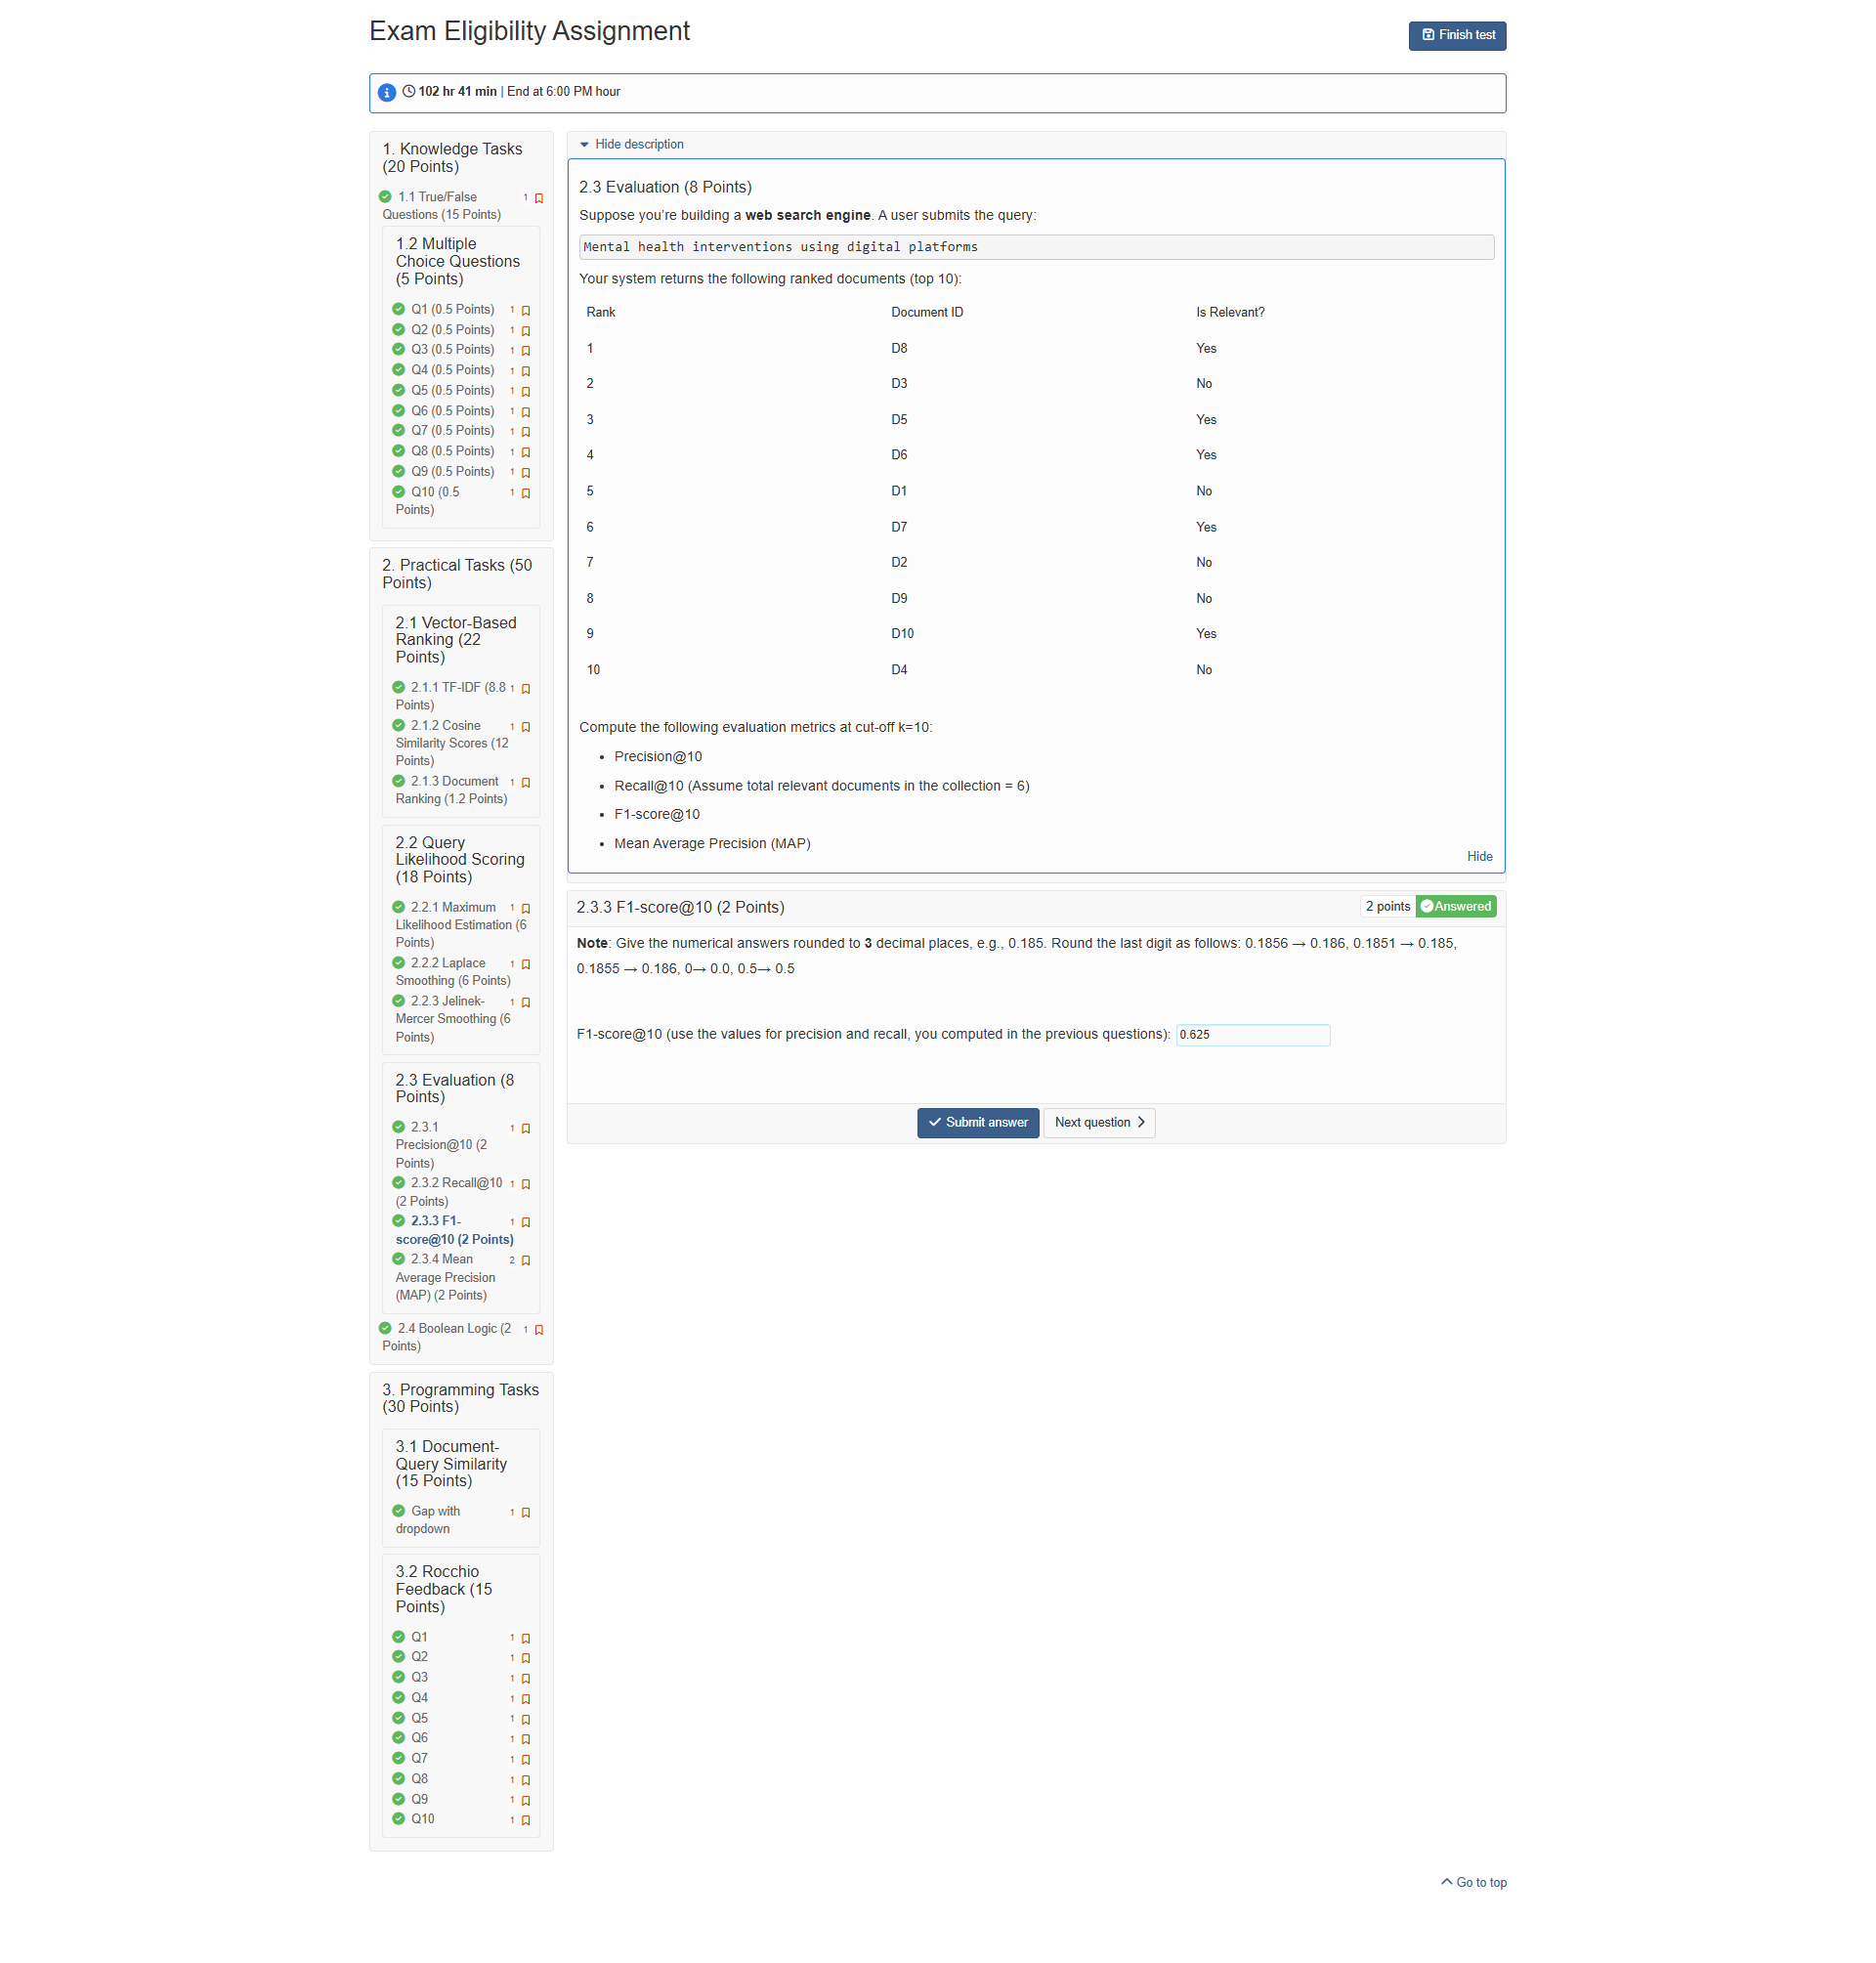 Exam Eligibility Assignment
Finish test
102 hr 41 min | End at 6:00 PM hour
1. Knowledge Tasks
(20 Points)
1.1 True/False 1
Questions (15 Points)
1.2 Multiple
Choice Questions
(5 Points)
Q1 (0.5 Points) 1
Q2 (0.5 Points) 1
Q3 (0.5 Points) 1
Q4 (0.5 Points) 1
Q5 (0.5 Points) 1
Q6 (0.5 Points) 1
Q7 (0.5 Points) 1
Q8 (0.5 Points) 1
Q9 (0.5 Points) 1
Q10 (0.5 1
Points)
2. Practical Tasks (50
Points)
2.1 Vector-Based
Ranking (22
Points)
2.1.1 TF-IDF (8.8 1
Points)
2.1.2 Cosine 1
Similarity Scores (12
Points)
2.1.3 Document 1
Ranking (1.2 Points)
2.2 Query
Likelihood Scoring
(18 Points)
2.2.1 Maximum 1
Likelihood Estimation (6
Points)
2.2.2 Laplace 1
Smoothing (6 Points)
2.2.3 Jelinek- 1
Mercer Smoothing (6
Points)
2.3 Evaluation (8
Points)
2.3.1 1
Precision@10 (2
Points)
2.3.2 Recall@10 1
(2 Points)
2.3.3 F1- 1
score@10 (2 Points)
2.3.4 Mean 2
Average Precision
(MAP) (2 Points)
2.4 Boolean Logic (2 1
Points)
3. Programming Tasks
(30 Points)
3.1 Document-
Query Similarity
(15 Points)
Gap with 1
dropdown
3.2 Rocchio
Feedback (15
Points)
Q1 1
Q2 1
Q3 1
Q4 1
Q5 1
Q6 1
Q7 1
Q8 1
Q9 1
Q10 1
Hide description
2.3 Evaluation (8 Points)
Suppose you’re building a web search engine. A user submits the query:
Mental health interventions using digital platforms
Your system returns the following ranked documents (top 10):
Rank Document ID Is Relevant?
1 D8 Yes
2 D3 No
3 D5 Yes
4 D6 Yes
5 D1 No
6 D7 Yes
7 D2 No
8 D9 No
9 D10 Yes
10 D4 No
Compute the following evaluation metrics at cut-off k=10:
• Precision@10
• Recall@10 (Assume total relevant documents in the collection = 6)
• F1-score@10
• Mean Average Precision (MAP)
Hide
2.3.3 F1-score@10 (2 Points) 2 points Answered
Note: Give the numerical answers rounded to 3 decimal places, e.g., 0.185. Round the last digit as follows: 0.1856 → 0.186, 0.1851 → 0.185,
0.1855 → 0.186, 0→ 0.0, 0.5→ 0.5
F1-score@10 (use the values for precision and recall, you computed in the previous questions): 0.625
Submit answer Next question
Go to top